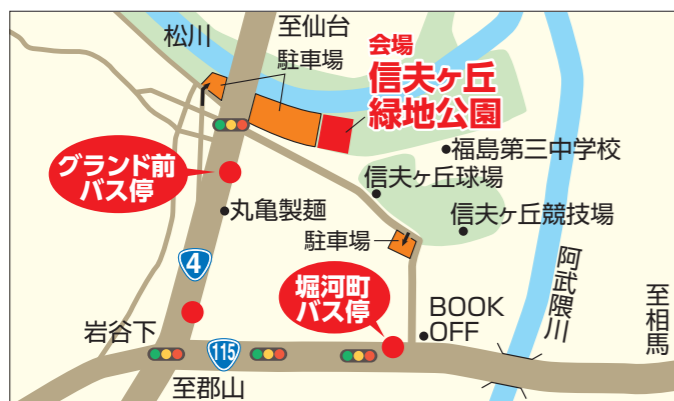 松川
至仙台
駐車場
会場
信夫ヶ丘
緑地公園
グランド前
バス停
福島第三中学校
信夫ヶ丘球場
丸亀製麺
信夫ヶ丘競技場
駐車場
4
堀河町
バス停
BOOK
OFF
阿武隈川
至相馬
岩谷下
115
至郡山